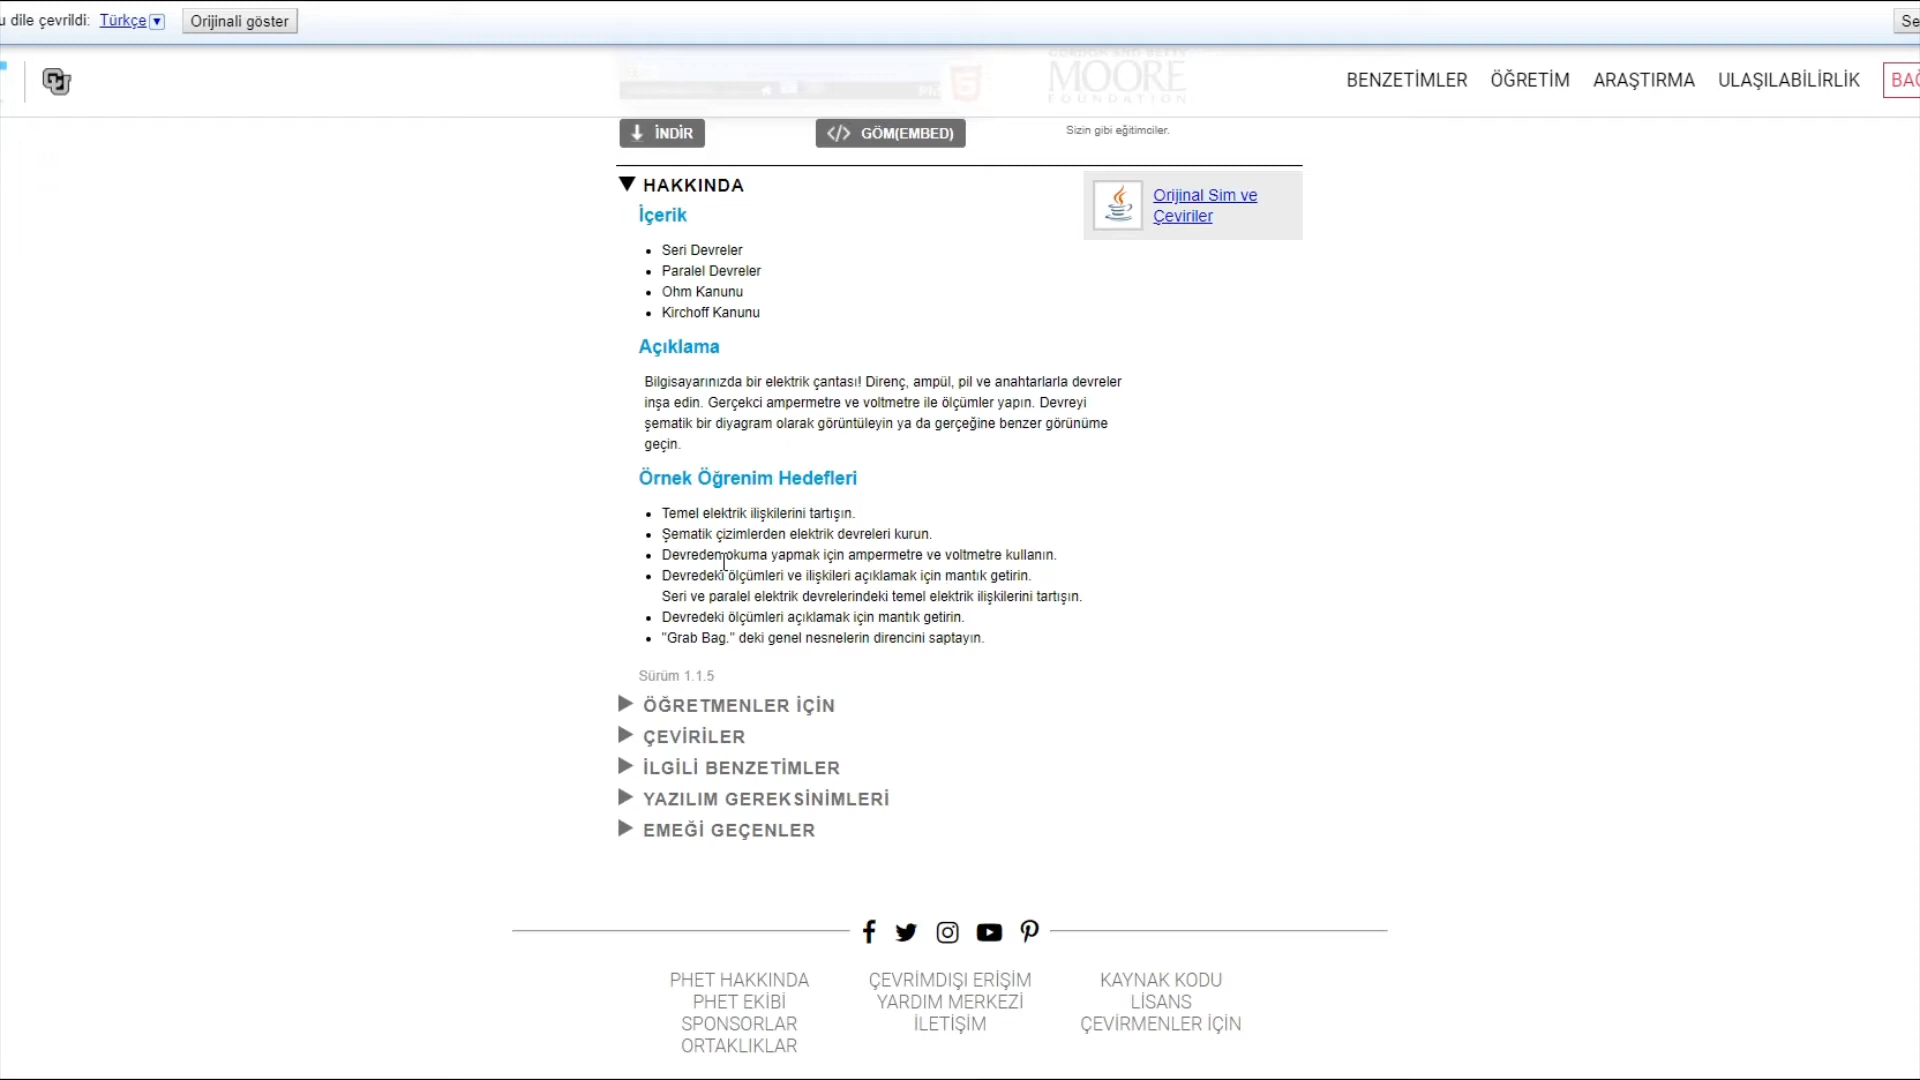 u dile çevrildi: Türkçe Orijinali göster Se
GORDON AND BETTY
MOORE
FOUNDATION
BENZETİMLER ÖĞRETİM ARAŞTIRMA ULAŞILABİLİRLİK BAĞ
İNDİR GÖM(EMBED) Sizin gibi eğitimciler.
HAKKINDA
Orijinal Sim ve
Çeviriler
İçerik
Seri Devreler
Paralel Devreler
Ohm Kanunu
Kirchoff Kanunu
Açıklama
Bilgisayarınızda bir elektrik çantası! Direnç, ampül, pil ve anahtarlarla devreler
inşa edin. Gerçekci ampermetre ve voltmetre ile ölçümler yapın. Devreyi
şematik bir diyagram olarak görüntüleyin ya da gerçeğine benzer görünüme
geçin.
Örnek Öğrenim Hedefleri
Temel elektrik ilişkilerini tartışın.
Şematik çizimlerden elektrik devreleri kurun.
Devreden okuma yapmak için ampermetre ve voltmetre kullanın.
Devredeki ölçümleri ve ilişkileri açıklamak için mantık getirin.
Seri ve paralel elektrik devrelerindeki temel elektrik ilişkilerini tartışın.
Devredeki ölçümleri açıklamak için mantık getirin.
"Grab Bag." deki genel nesnelerin direncini saptayın.
Sürüm 1.1.5
ÖĞRETMENLER İÇİN
ÇEVİRİLER
İLGİLİ BENZETİMLER
YAZILIM GEREKSİNİMLERİ
EMEĞİ GEÇENLER
PHET HAKKINDA
PHET EKİBİ
SPONSORLAR
ORTAKLIKLAR
ÇEVRİMDIŞI ERİŞİM
YARDIM MERKEZİ
İLETİŞİM
KAYNAK KODU
LİSANS
ÇEVİRMENLER İÇİN